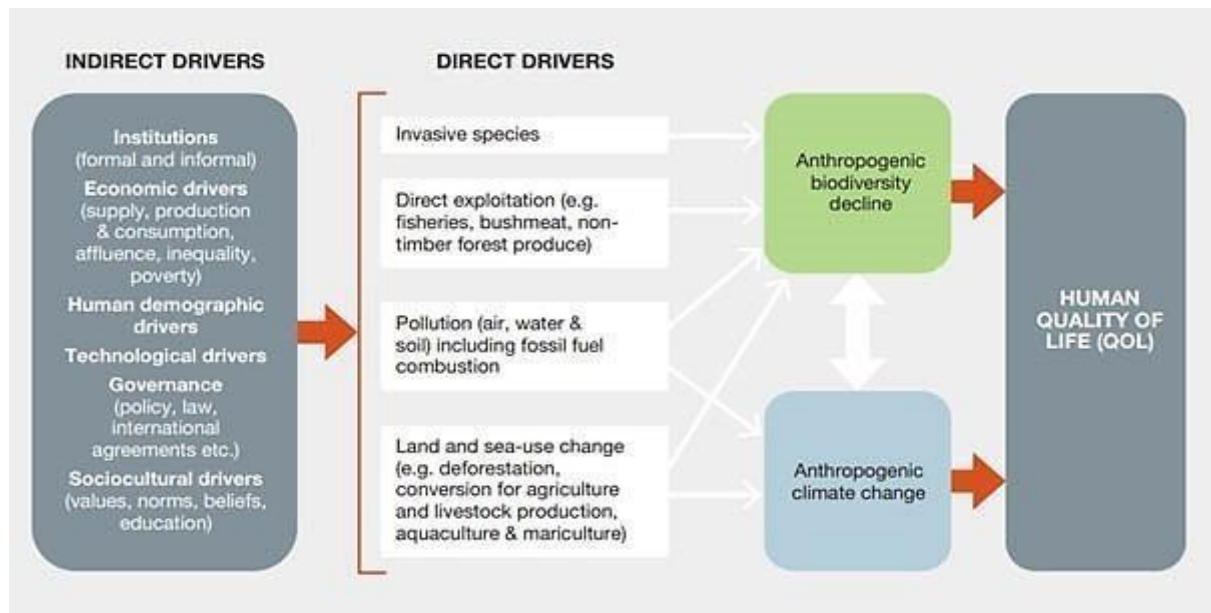 INDIRECT DRIVERS
Institutions
(formal and informal)
Economic drivers
(supply, production
& consumption,
affluence, inequality,
poverty)
Human demographic
drivers
Technological drivers
Governance
(policy, law,
international
agreements etc.)
Sociocultural drivers
(values, norms, beliefs,
education)
DIRECT DRIVERS
Invasive species
Direct exploitation (e.g.
fisheries, bushmeat, non-
timber forest produce)
Pollution (air, water &
soil) including fossil fuel
combustion
Land and sea-use change
(e.g. deforestation,
conversion for agriculture
and livestock production,
aquaculture & mariculture)
Anthropogenic
biodiversity
decline
Anthropogenic
climate change
HUMAN
QUALITY OF
LIFE (QOL)